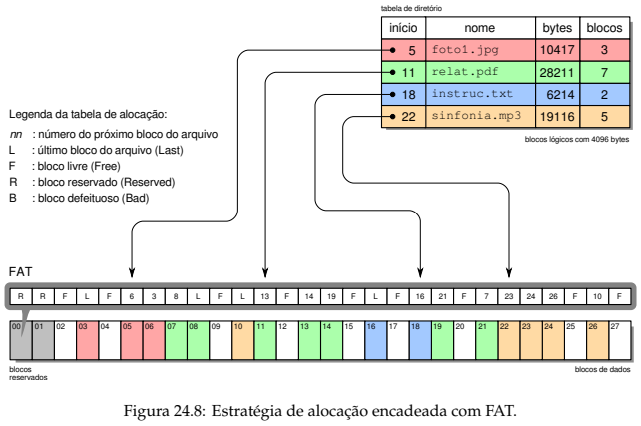 tabela de diretório
início nome bytes blocos
5 foto1.jpg 10417 3
11 relat.pdf 28211 7
18 instruc.txt 6214 2
22 sinfonia.mp3 19116 5
blocos lógicos com 4096 bytes
Legenda da tabela de alocação:
nn : número do próximo bloco do arquivo
L : último bloco do arquivo (Last)
F : bloco livre (Free)
R : bloco reservado (Reserved)
B : bloco defeituoso (Bad)
FAT
R R F L F 6 3 8 L F L 13 F 14 19 F L F 16 21 F 7 23 24 26 F 10 F
00 01 02 03 04 05 06 07 08 09 10 11 12 13 14 15 16 17 18 19 20 21 22 23 24 25 26 27
blocos reservados
blocos de dados
Figura 24.8: Estratégia de alocação encadeada com FAT.